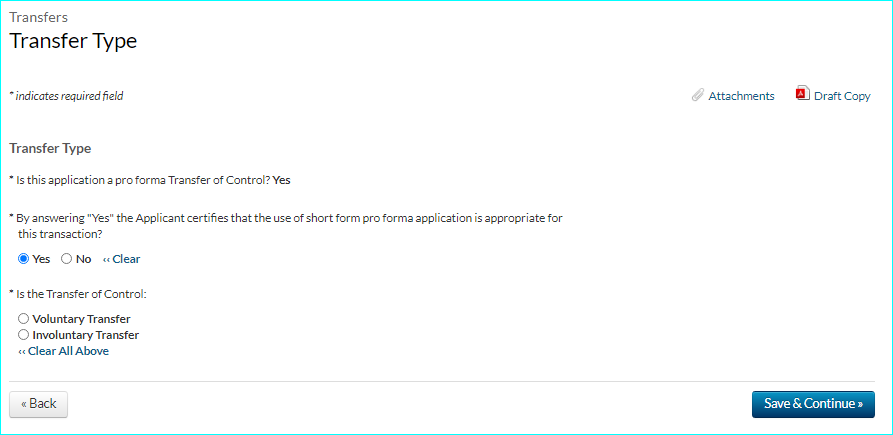 Transfers
Transfer Type
* indicates required field
Attachments
Draft Copy
Transfer Type
* Is this application a pro forma Transfer of Control? Yes
* By answering "Yes" the Applicant certifies that the use of short form pro forma application is appropriate for
this transaction?
Yes No ‹‹ Clear
* Is the Transfer of Control:
Voluntary Transfer
Involuntary Transfer
‹‹ Clear All Above
« Back
Save & Continue »